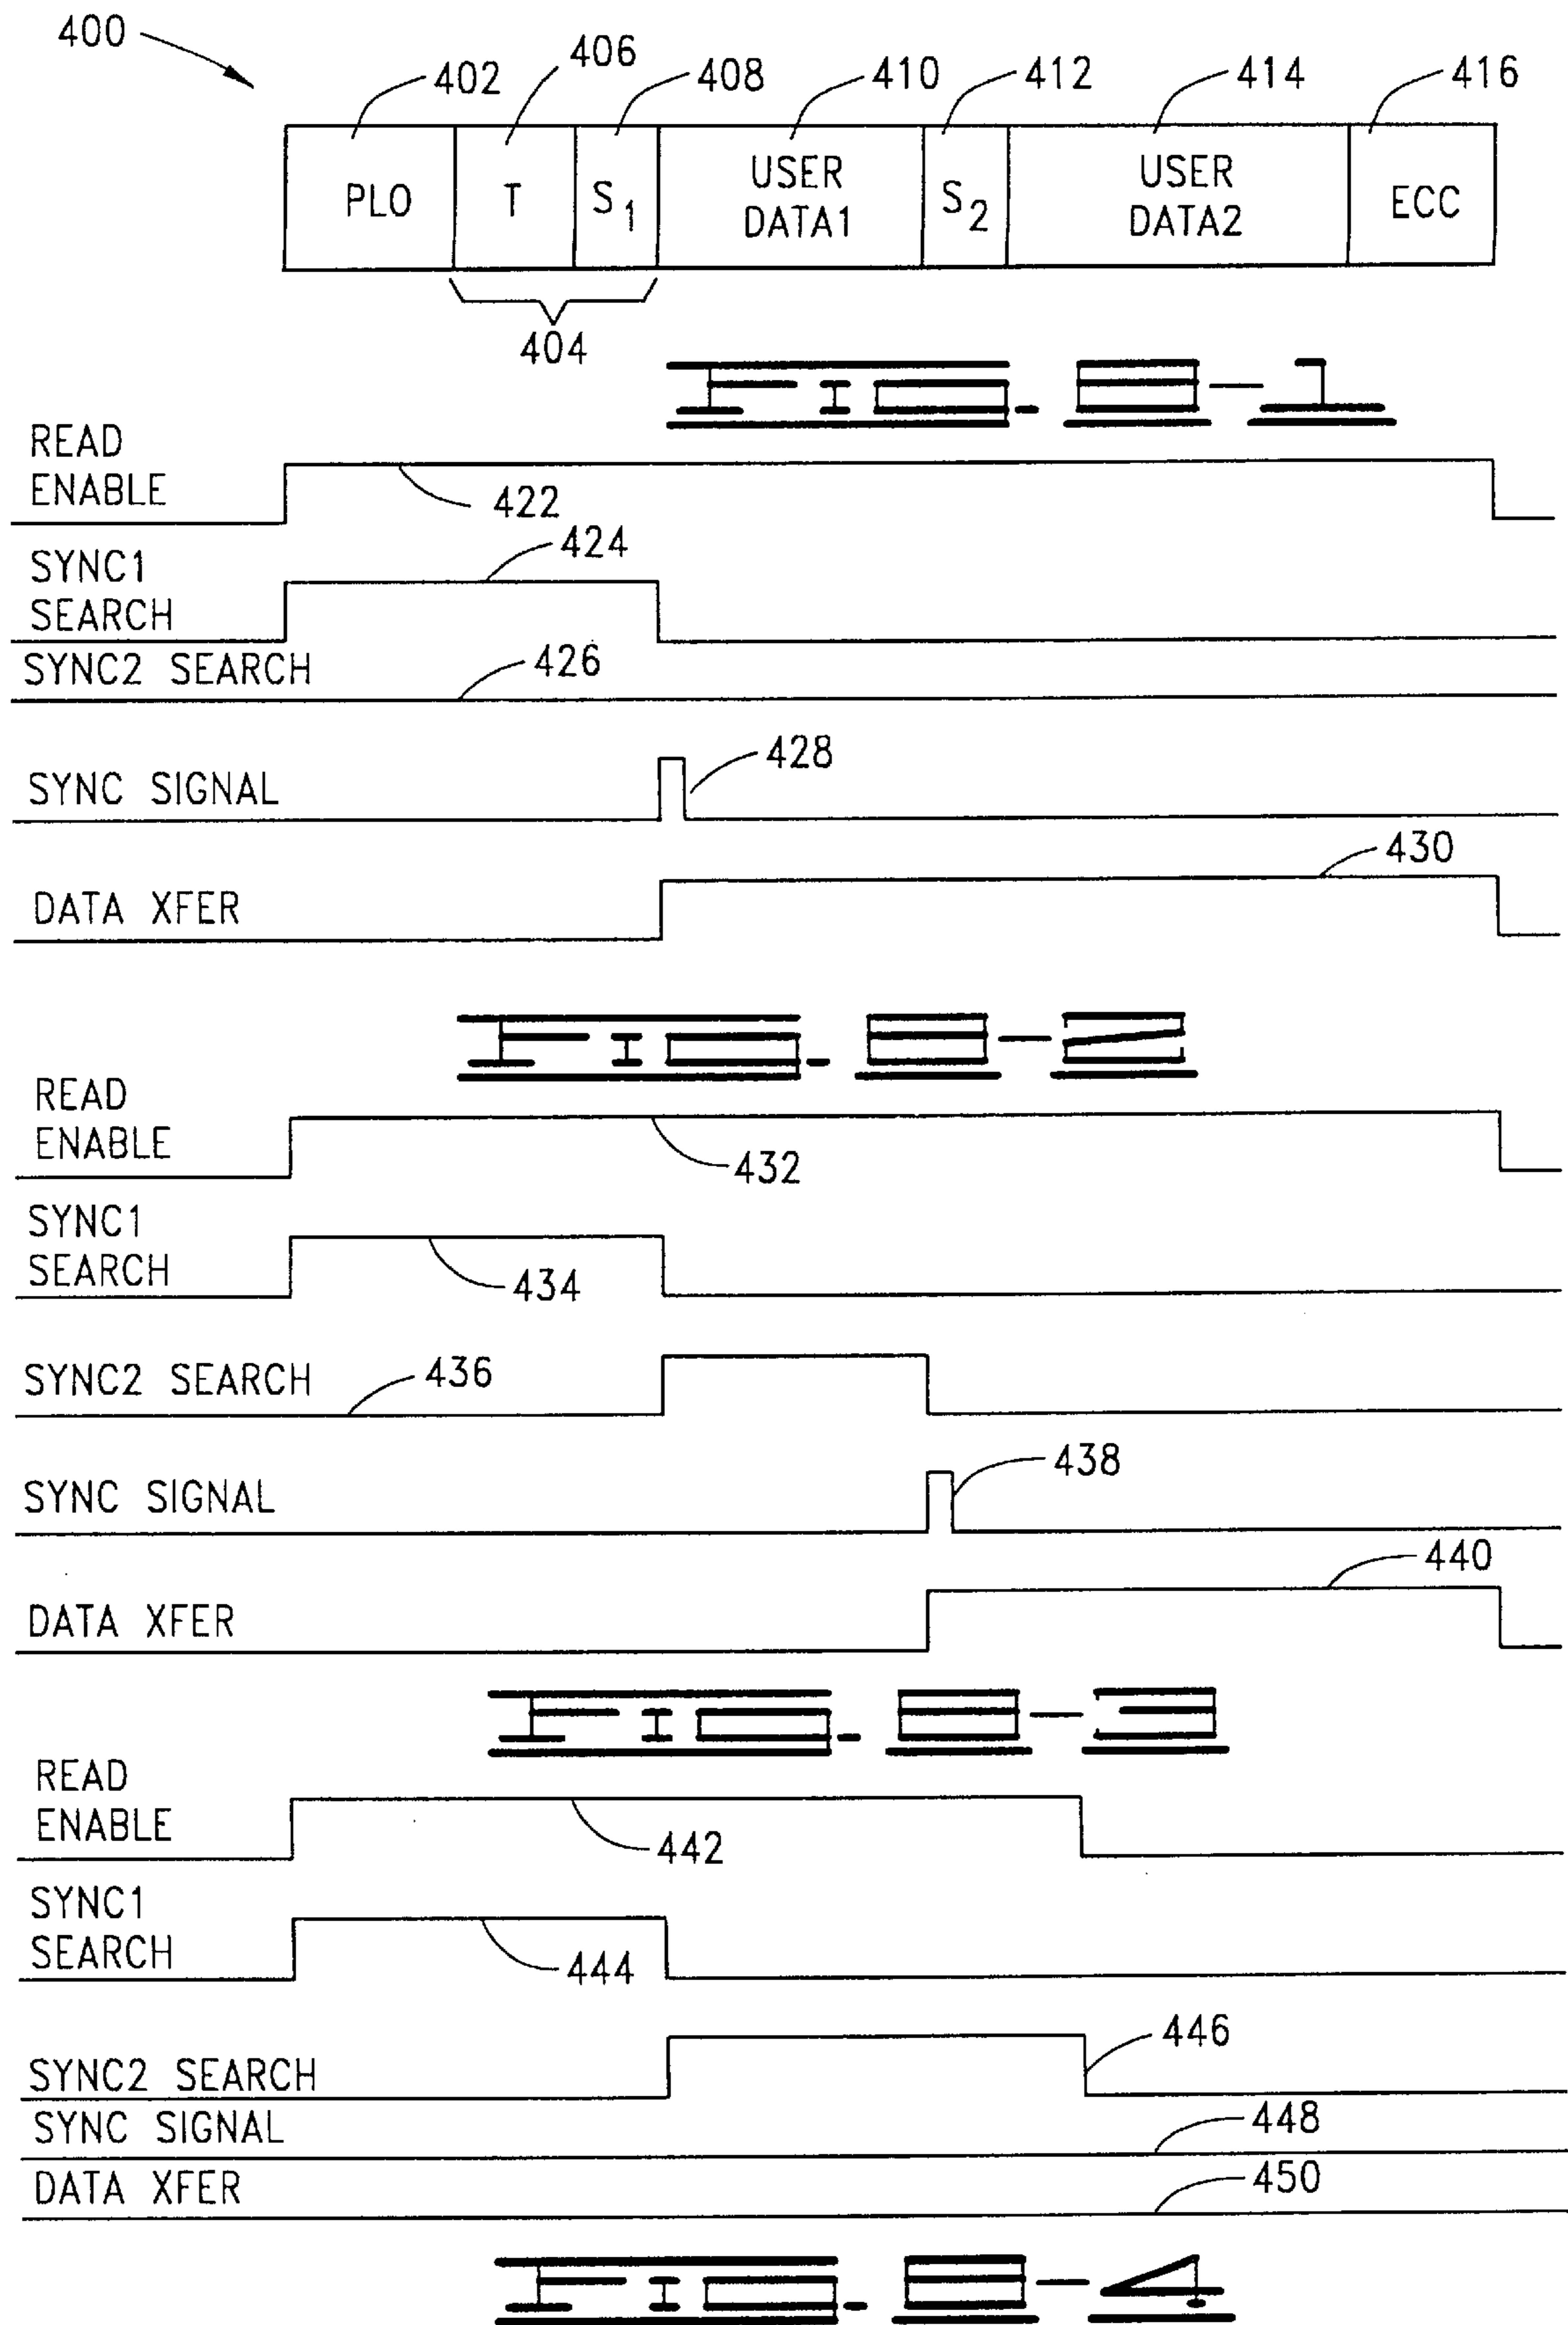 400
402
406
408
410
412
414
416
PLO
T
S1
USER
DATA1
S2
USER
DATA2
ECC
404
FIG. 8-1
READ
ENABLE
422
SYNC1
SEARCH
424
SYNC2 SEARCH
426
SYNC SIGNAL
428
DATA XFER
430
FIG. 8-2
READ
ENABLE
432
SYNC1
SEARCH
434
SYNC2 SEARCH
436
SYNC SIGNAL
438
DATA XFER
440
FIG. 8-3
READ
ENABLE
442
SYNC1
SEARCH
444
SYNC2 SEARCH
446
SYNC SIGNAL
448
DATA XFER
450
FIG. 8-4